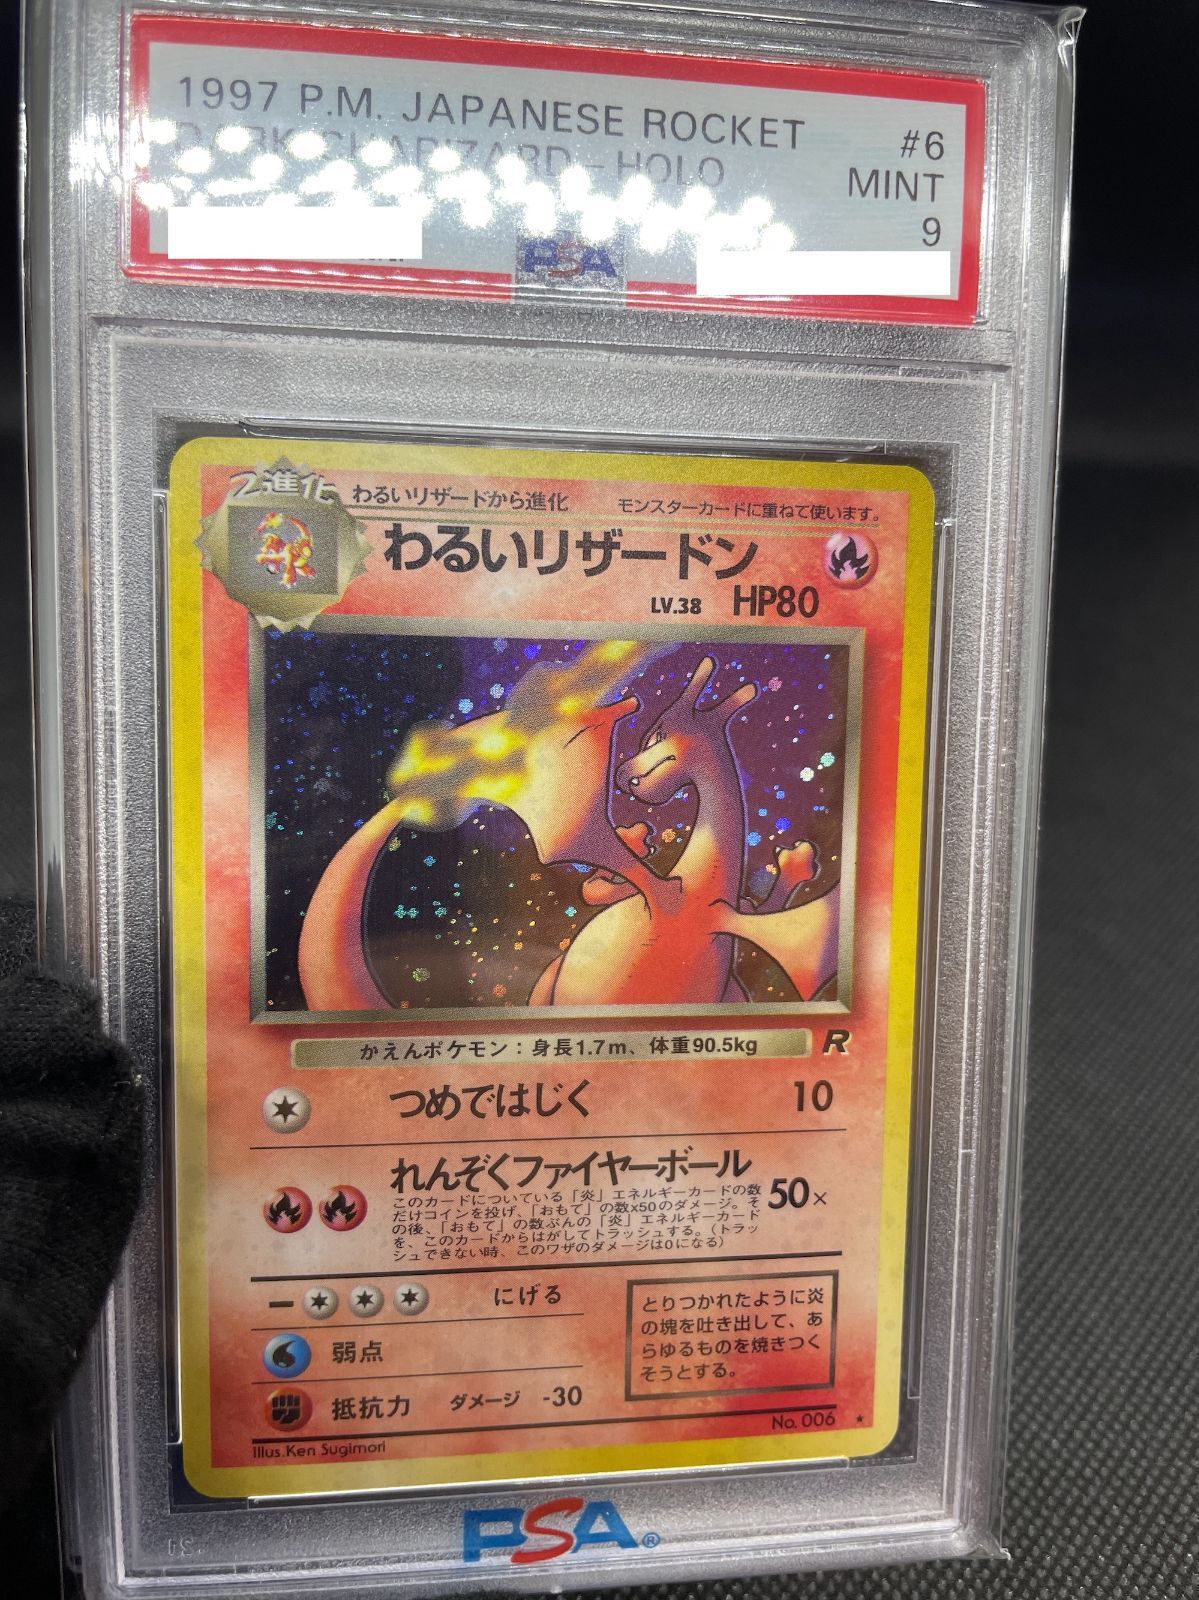 1997 P.M. JAPANESE ROCKET
#6
DARK CHARIZARD-HOLO
MINT
9
PSA
2進化
わるいリザードから進化
モンスターカードに重ねて使います。
わるいリザードン
LV.38 HP80
かえんポケモン：身長1.7m、体重90.5kg
R
つめではじく 10
れんぞくファイヤーボール
50×
このカードについている「炎」エネルギーカードの数
だけコインを投げ、「おもて」の数x50のダメージ。そ
の後、「おもて」の数ぶんの「炎」エネルギーカード
を、このカードからはがしてトラッシュする。（トラッ
シュできない時、このワザのダメージは0になる）
にげる
弱点
抵抗力 ダメージ -30
とりつかれたように炎
の塊を吐き出して、あ
らゆるものを焼きつく
そうとする。
No. 006 ★
Illus.Ken Sugimori
PSA®